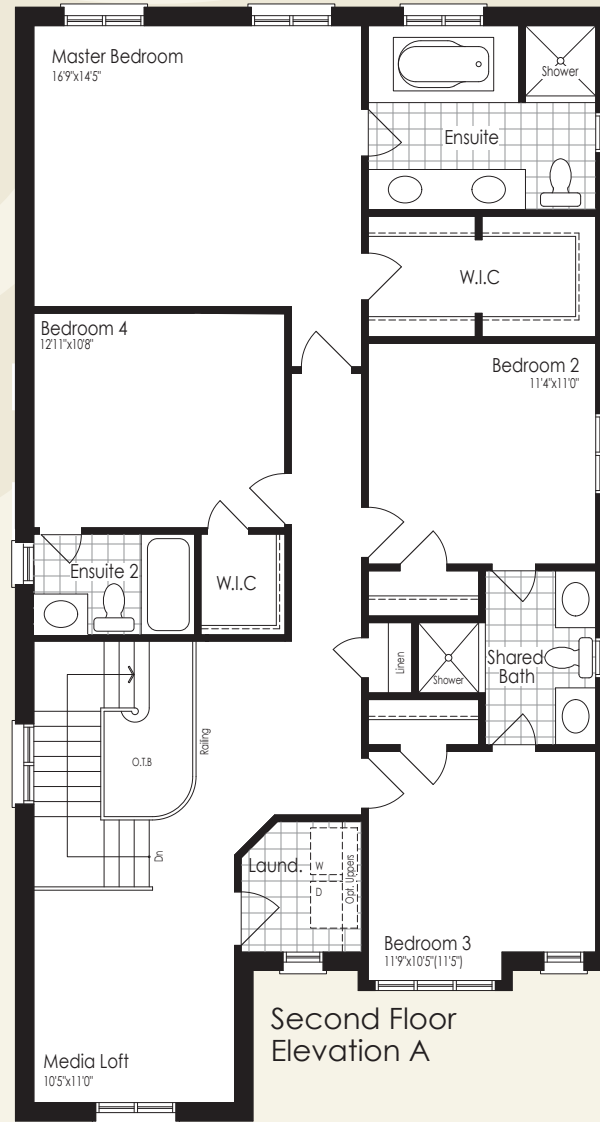 Master Bedroom
16'9"x14'5"
Shower
Ensuite
W.I.C
Bedroom 4
12'11"x10'8"
Bedroom 2
11'4"x11'0"
Ensuite 2
W.I.C
Linen
Shower
Shared
Bath
O.T.B
Railing
Dn
Laund.
W
D
Opt. Uppers
Bedroom 3
11'9"x10'5"(11'5")
Media Loft
10'5"x11'0"
Second Floor
Elevation A